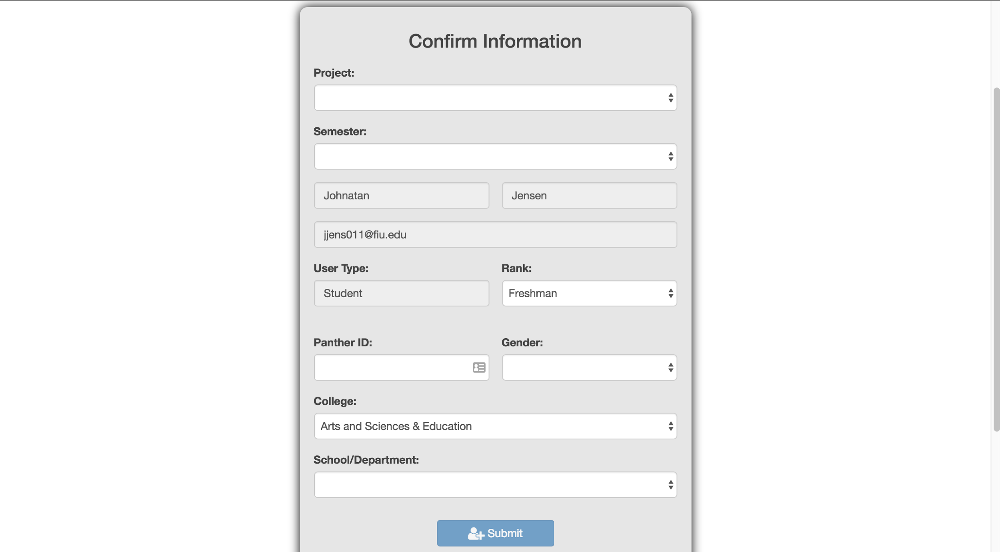 Confirm Information
Project:
Semester:
Johnatan Jensen
jjens011@fiu.edu
User Type: Rank:
Student Freshman
Panther ID: Gender:
College:
Arts and Sciences & Education
School/Department:
Submit